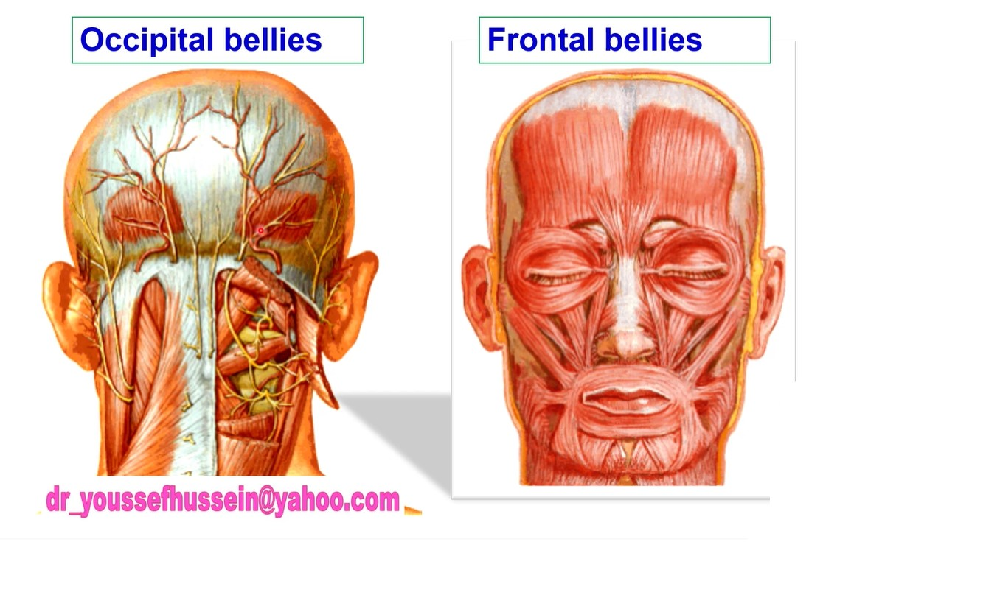 Occipital bellies
Frontal bellies
dr_youssefhussein@yahoo.com